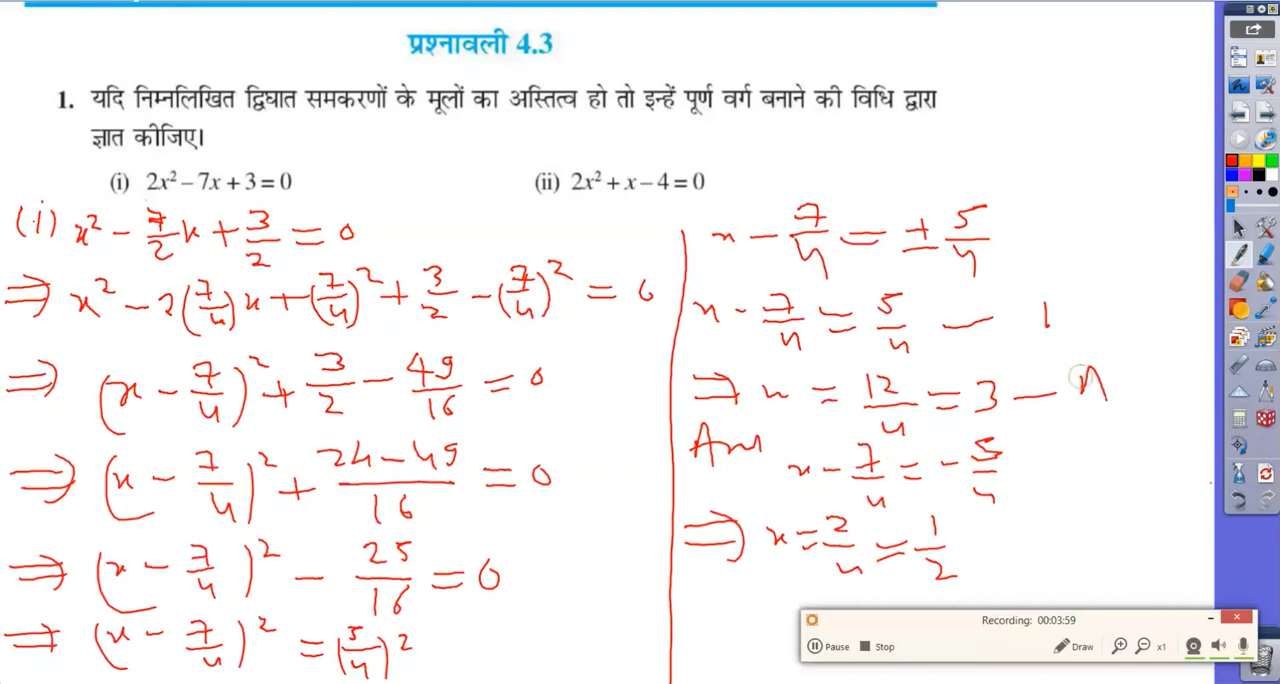 प्रश्नावली 4.3
1. यदि निम्नलिखित द्विघात समकरणों के मूलों का अस्तित्व हो तो इन्हें पूर्ण वर्ग बनाने की विधि द्वारा
ज्ञात कीजिए।
(i) 2x² – 7x + 3 = 0 (ii) 2x² + x – 4 = 0
(i) x² - 7/2 x + 3/2 = 0
⇒ x² - 2(7/4)x + (7/4)² + 3/2 - (7/4)² = 0
⇒ (x - 7/4)² + 3/2 - 49/16 = 0
⇒ (x - 7/4)² + 24-49/16 = 0
⇒ (x - 7/4)² - 25/16 = 0
⇒ (x - 7/4)² = (5/4)²
x - 7/4 = ± 5/4
x - 7/4 = 5/4 — 1
⇒ x = 12/4 = 3 —
Ans
x - 7/4 = - 5/4
⇒ x = 2/4 = 1/2
Recording: 00:03:59
Pause Stop Draw x1